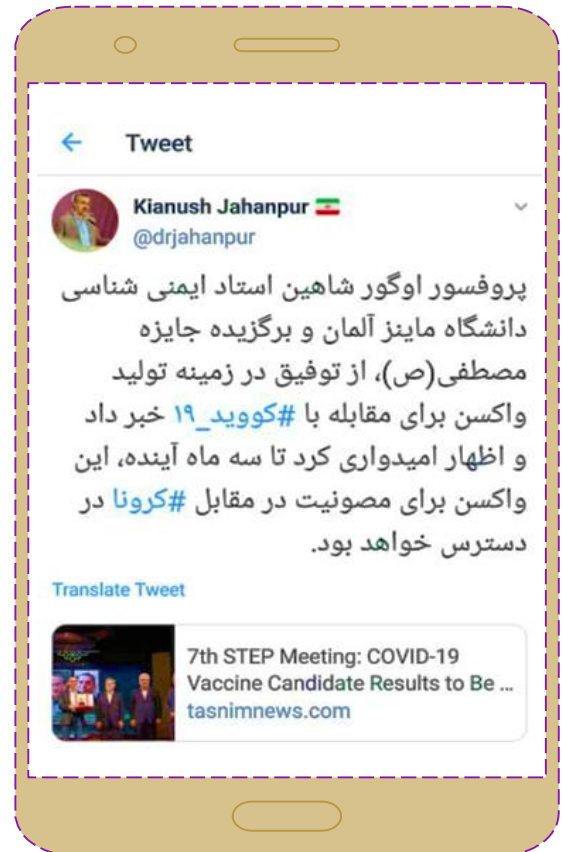 Tweet
Kianush Jahanpur
@drjahanpur
پروفسور اوگور شاهین استاد ایمنی شناسی
دانشگاه ماینز آلمان و برگزیده جایزه
مصطفی(ص)، از توفیق در زمینه تولید
واکسن برای مقابله با #کووید_۱۹ خبر داد
و اظهار امیدواری کرد تا سه ماه آینده، این
واکسن برای مصونیت در مقابل #کرونا در
دسترس خواهد بود.
Translate Tweet
7th STEP Meeting: COVID-19
Vaccine Candidate Results to Be ...
tasnimnews.com